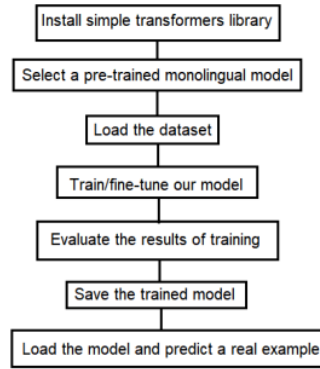 Install simple transformers library
Select a pre-trained monolingual model
Load the dataset
Train/fine-tune our model
Evaluate the results of training
Save the trained model
Load the model and predict a real example